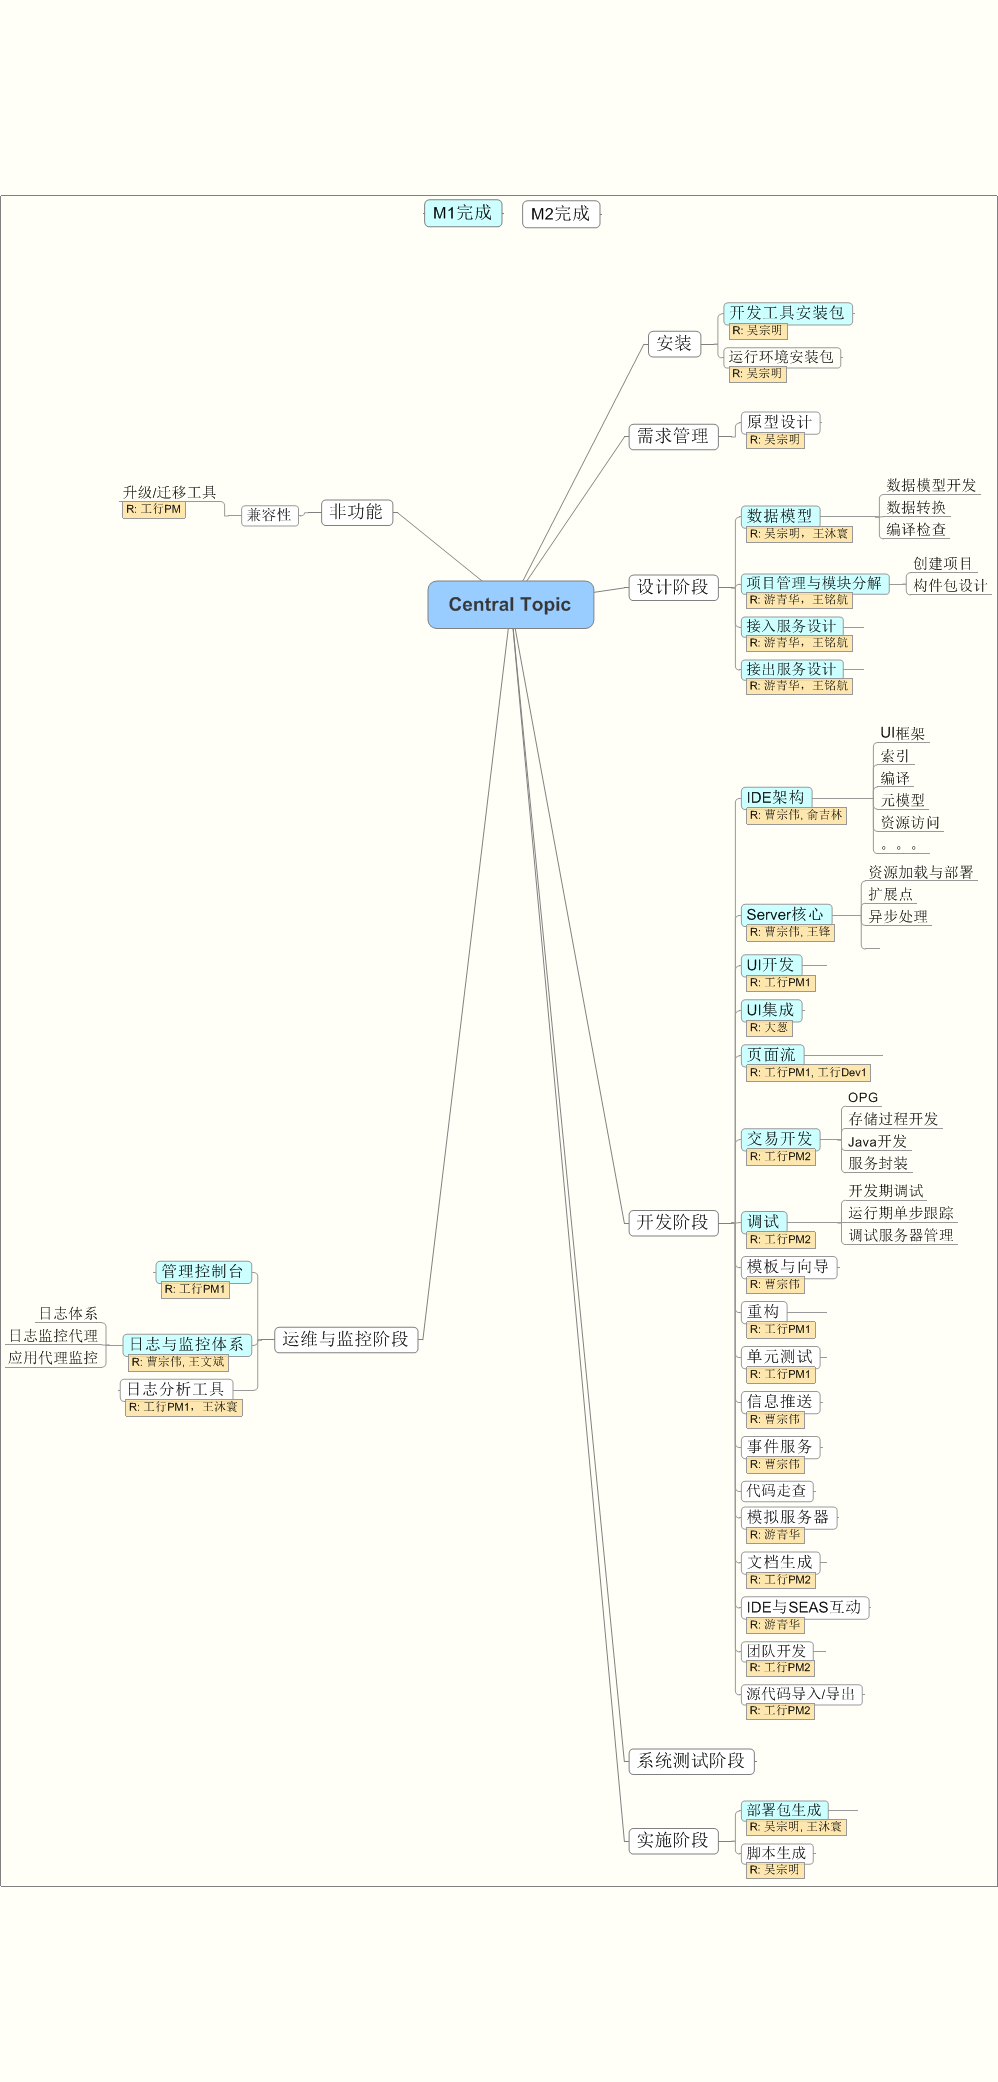 M1完成
M2完成
Central Topic
安装
开发工具安装包
R: 吴宗明
运行环境安装包
R: 吴宗明
需求管理
原型设计
R: 吴宗明
设计阶段
数据模型
R: 吴宗明，王沐寰
数据模型开发
数据转换
编译检查
项目管理与模块分解
R: 游青华，王铭航
创建项目
构件包设计
接入服务设计
R: 游青华，王铭航
接出服务设计
R: 游青华，王铭航
开发阶段
IDE架构
R: 曹宗伟, 俞吉林
UI框架
索引
编译
元模型
资源访问
。。。
Server核心
R: 曹宗伟, 王锋
资源加载与部署
扩展点
异步处理
UI开发
R: 工行PM1
UI集成
R: 大葱
页面流
R: 工行PM1, 工行Dev1
交易开发
R: 工行PM2
OPG
存储过程开发
Java开发
服务封装
调试
R: 工行PM2
开发期调试
运行期单步跟踪
调试服务器管理
模板与向导
R: 曹宗伟
重构
R: 工行PM1
单元测试
R: 工行PM1
信息推送
R: 曹宗伟
事件服务
R: 曹宗伟
代码走查
模拟服务器
R: 游青华
文档生成
R: 工行PM2
IDE与SEAS互动
R: 游青华
团队开发
R: 工行PM2
源代码导入/导出
R: 工行PM2
系统测试阶段
实施阶段
部署包生成
R: 吴宗明, 王沐寰
脚本生成
R: 吴宗明
非功能
兼容性
升级/迁移工具
R: 工行PM
运维与监控阶段
管理控制台
R: 工行PM1
日志与监控体系
R: 曹宗伟, 王文斌
日志体系
日志监控代理
应用代理监控
日志分析工具
R: 工行PM1，王沐寰